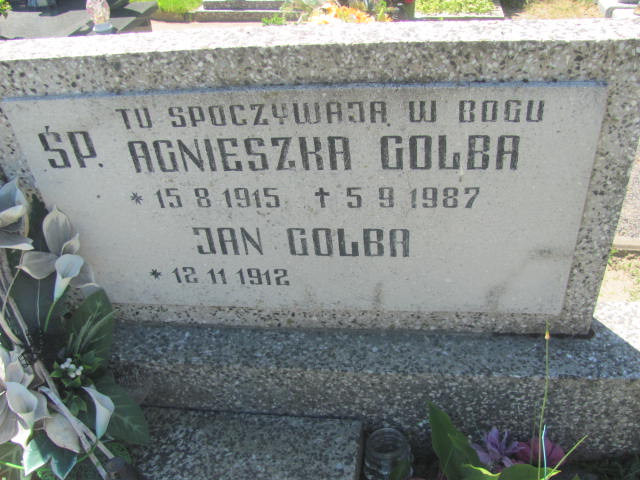 TU SPOCZYWAJĄ W BOGU
ŚP. AGNIESZKA GOLBA
* 15 8 1915 ✝ 5 9 1987
JAN GOLBA
* 12 11 1912